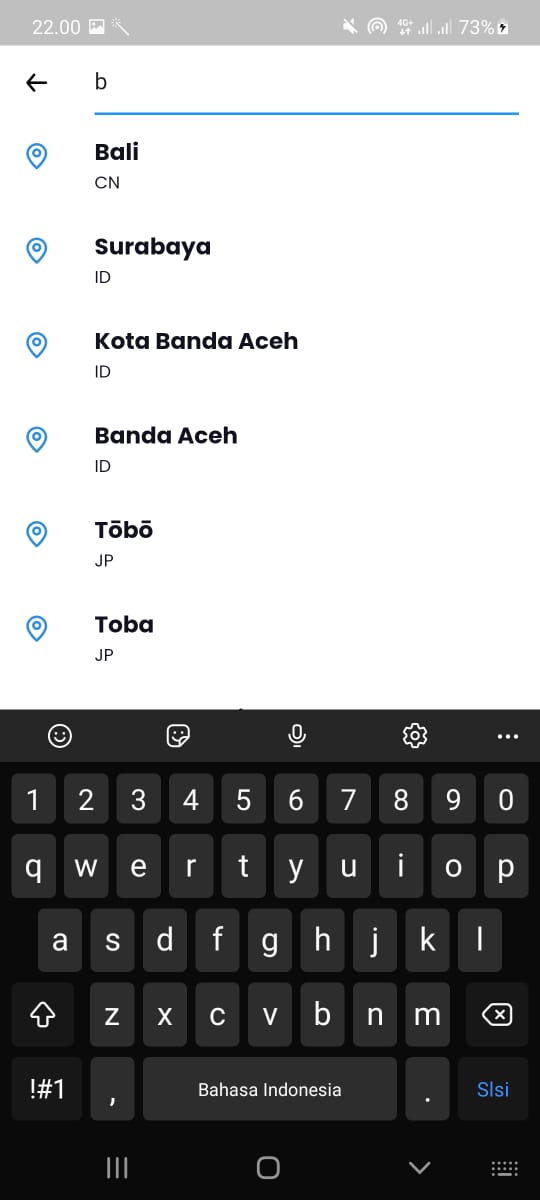 22.00 4G+ 73%
b
Bali
CN
Surabaya
ID
Kota Banda Aceh
ID
Banda Aceh
ID
Tōbō
JP
Toba
JP
1 2 3 4 5 6 7 8 9 0
q w e r t y u i o p
a s d f g h j k l
z x c v b n m
!#1 , Bahasa Indonesia . Slsi